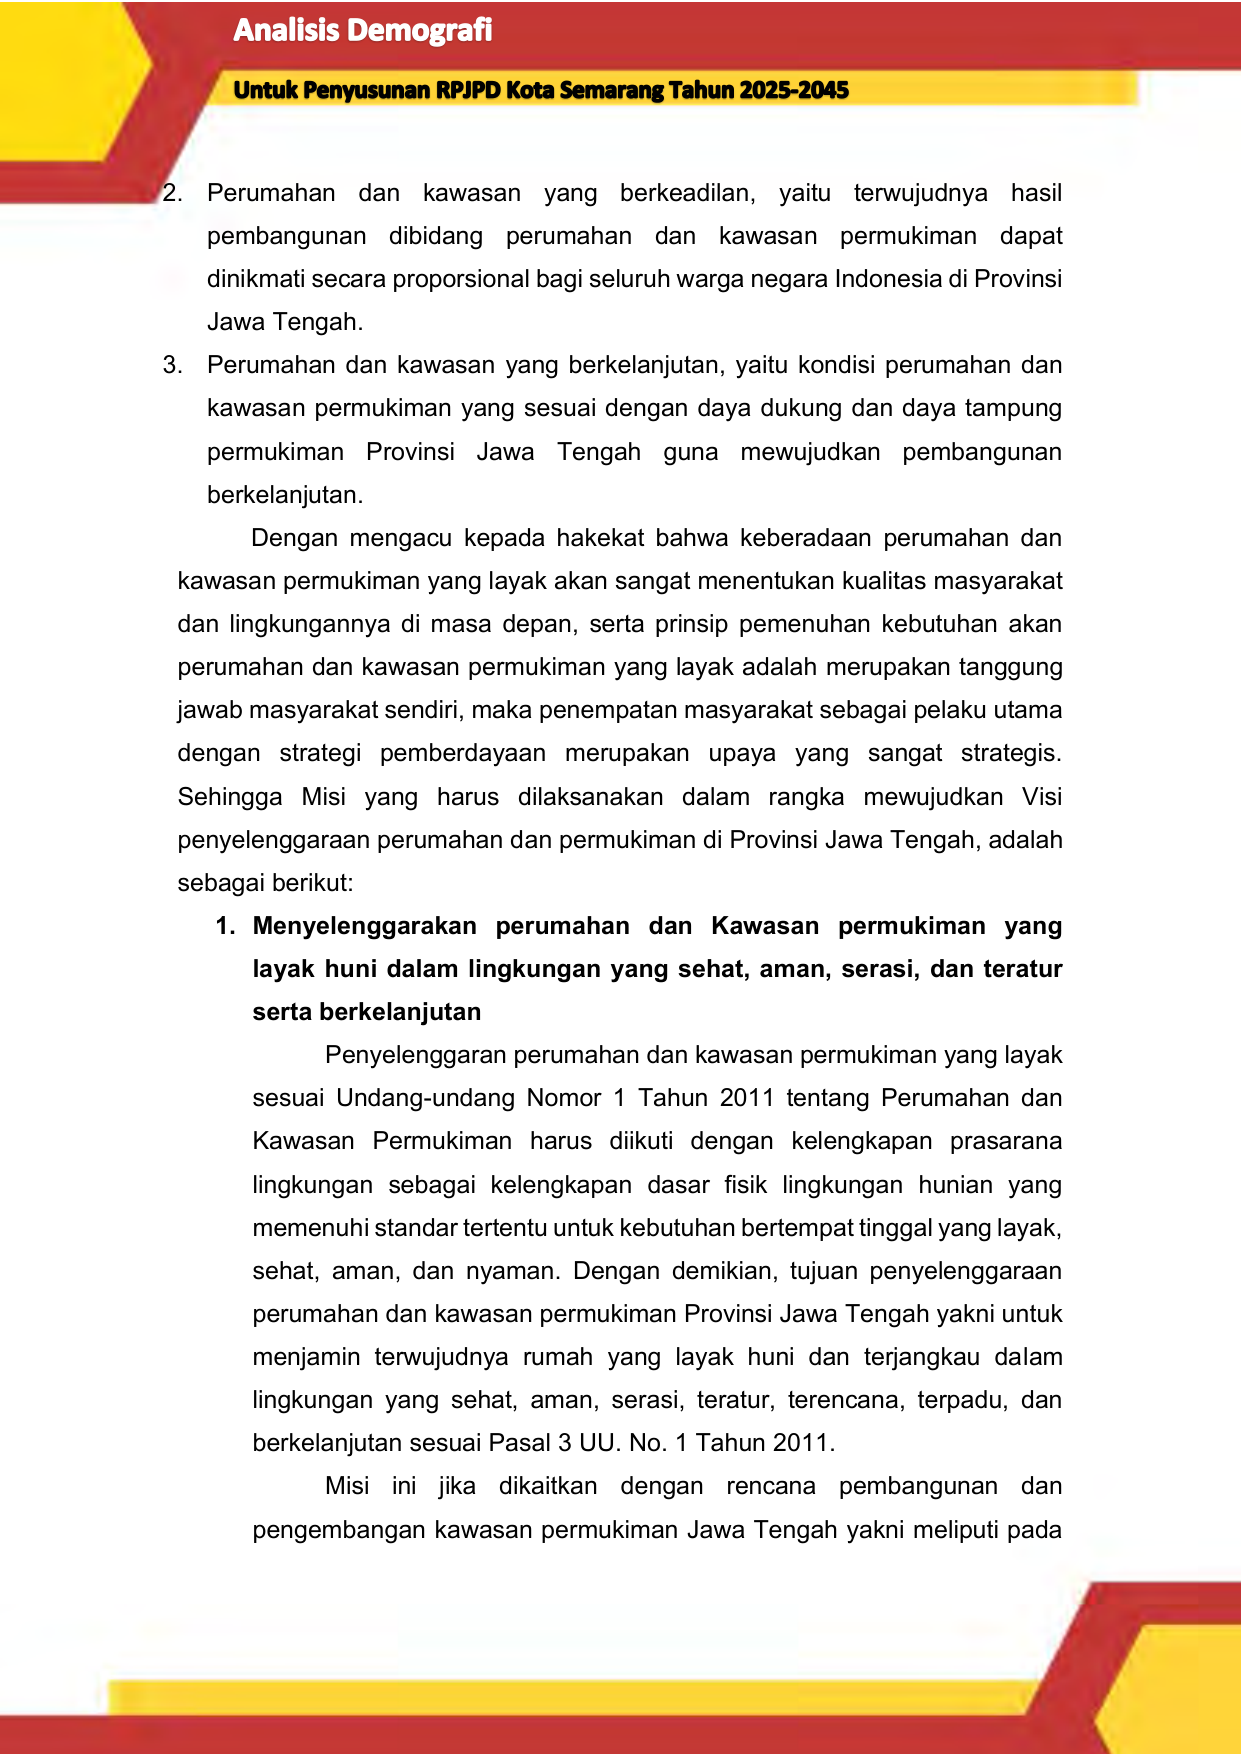 Analisis Demografi
Untuk Penyusunan RPJPD Kota Semarang Tahun 2025-2045
2. Perumahan dan kawasan yang berkeadilan, yaitu terwujudnya hasil
pembangunan dibidang perumahan dan kawasan permukiman dapat
dinikmati secara proporsional bagi seluruh warga negara Indonesia di Provinsi
Jawa Tengah.
3. Perumahan dan kawasan yang berkelanjutan, yaitu kondisi perumahan dan
kawasan permukiman yang sesuai dengan daya dukung dan daya tampung
permukiman Provinsi Jawa Tengah guna mewujudkan pembangunan
berkelanjutan.
Dengan mengacu kepada hakekat bahwa keberadaan perumahan dan
kawasan permukiman yang layak akan sangat menentukan kualitas masyarakat
dan lingkungannya di masa depan, serta prinsip pemenuhan kebutuhan akan
perumahan dan kawasan permukiman yang layak adalah merupakan tanggung
jawab masyarakat sendiri, maka penempatan masyarakat sebagai pelaku utama
dengan strategi pemberdayaan merupakan upaya yang sangat strategis.
Sehingga Misi yang harus dilaksanakan dalam rangka mewujudkan Visi
penyelenggaraan perumahan dan permukiman di Provinsi Jawa Tengah, adalah
sebagai berikut:
1. Menyelenggarakan perumahan dan Kawasan permukiman yang
layak huni dalam lingkungan yang sehat, aman, serasi, dan teratur
serta berkelanjutan
Penyelenggaran perumahan dan kawasan permukiman yang layak
sesuai Undang-undang Nomor 1 Tahun 2011 tentang Perumahan dan
Kawasan Permukiman harus diikuti dengan kelengkapan prasarana
lingkungan sebagai kelengkapan dasar fisik lingkungan hunian yang
memenuhi standar tertentu untuk kebutuhan bertempat tinggal yang layak,
sehat, aman, dan nyaman. Dengan demikian, tujuan penyelenggaraan
perumahan dan kawasan permukiman Provinsi Jawa Tengah yakni untuk
menjamin terwujudnya rumah yang layak huni dan terjangkau dalam
lingkungan yang sehat, aman, serasi, teratur, terencana, terpadu, dan
berkelanjutan sesuai Pasal 3 UU. No. 1 Tahun 2011.
Misi ini jika dikaitkan dengan rencana pembangunan dan
pengembangan kawasan permukiman Jawa Tengah yakni meliputi pada